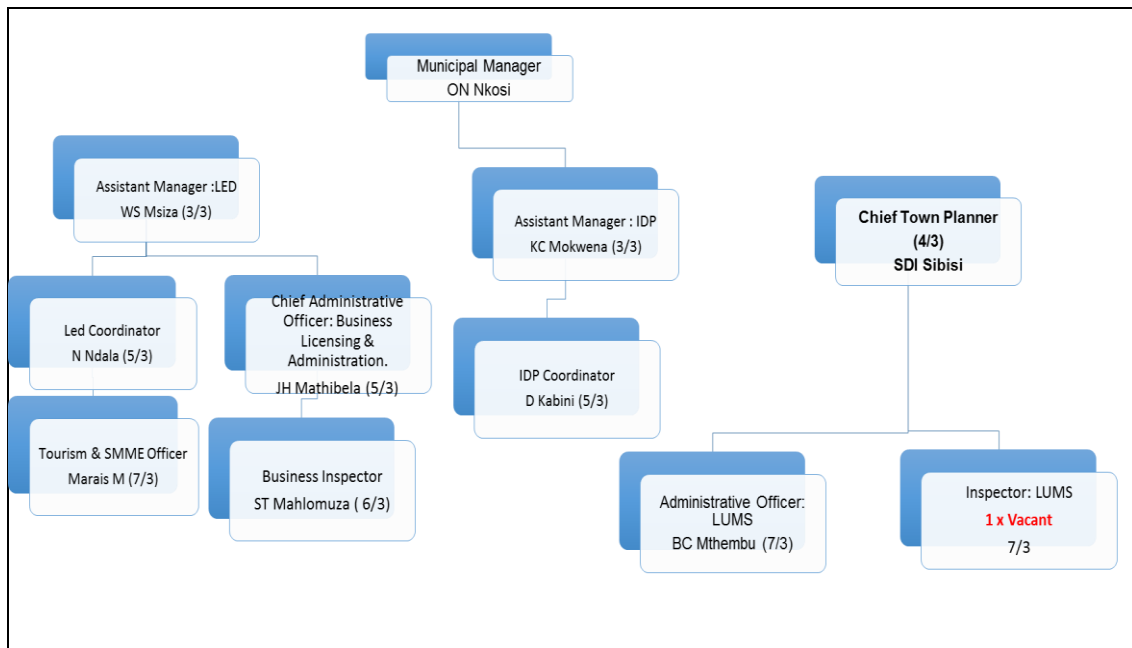 Municipal Manager
ON Nkosi
Assistant Manager :LED
WS Msiza (3/3)
Assistant Manager : IDP
KC Mokwena (3/3)
Chief Town Planner
(4/3)
SDI Sibisi
Led Coordinator
N Ndala (5/3)
Chief Administrative
Officer: Business
Licensing &
Administration.
JH Mathibela (5/3)
IDP Coordinator
D Kabini (5/3)
Tourism & SMME Officer
Marais M (7/3)
Business Inspector
ST Mahlomuza ( 6/3)
Administrative Officer:
LUMS
BC Mthembu (7/3)
Inspector: LUMS
1 x Vacant
7/3